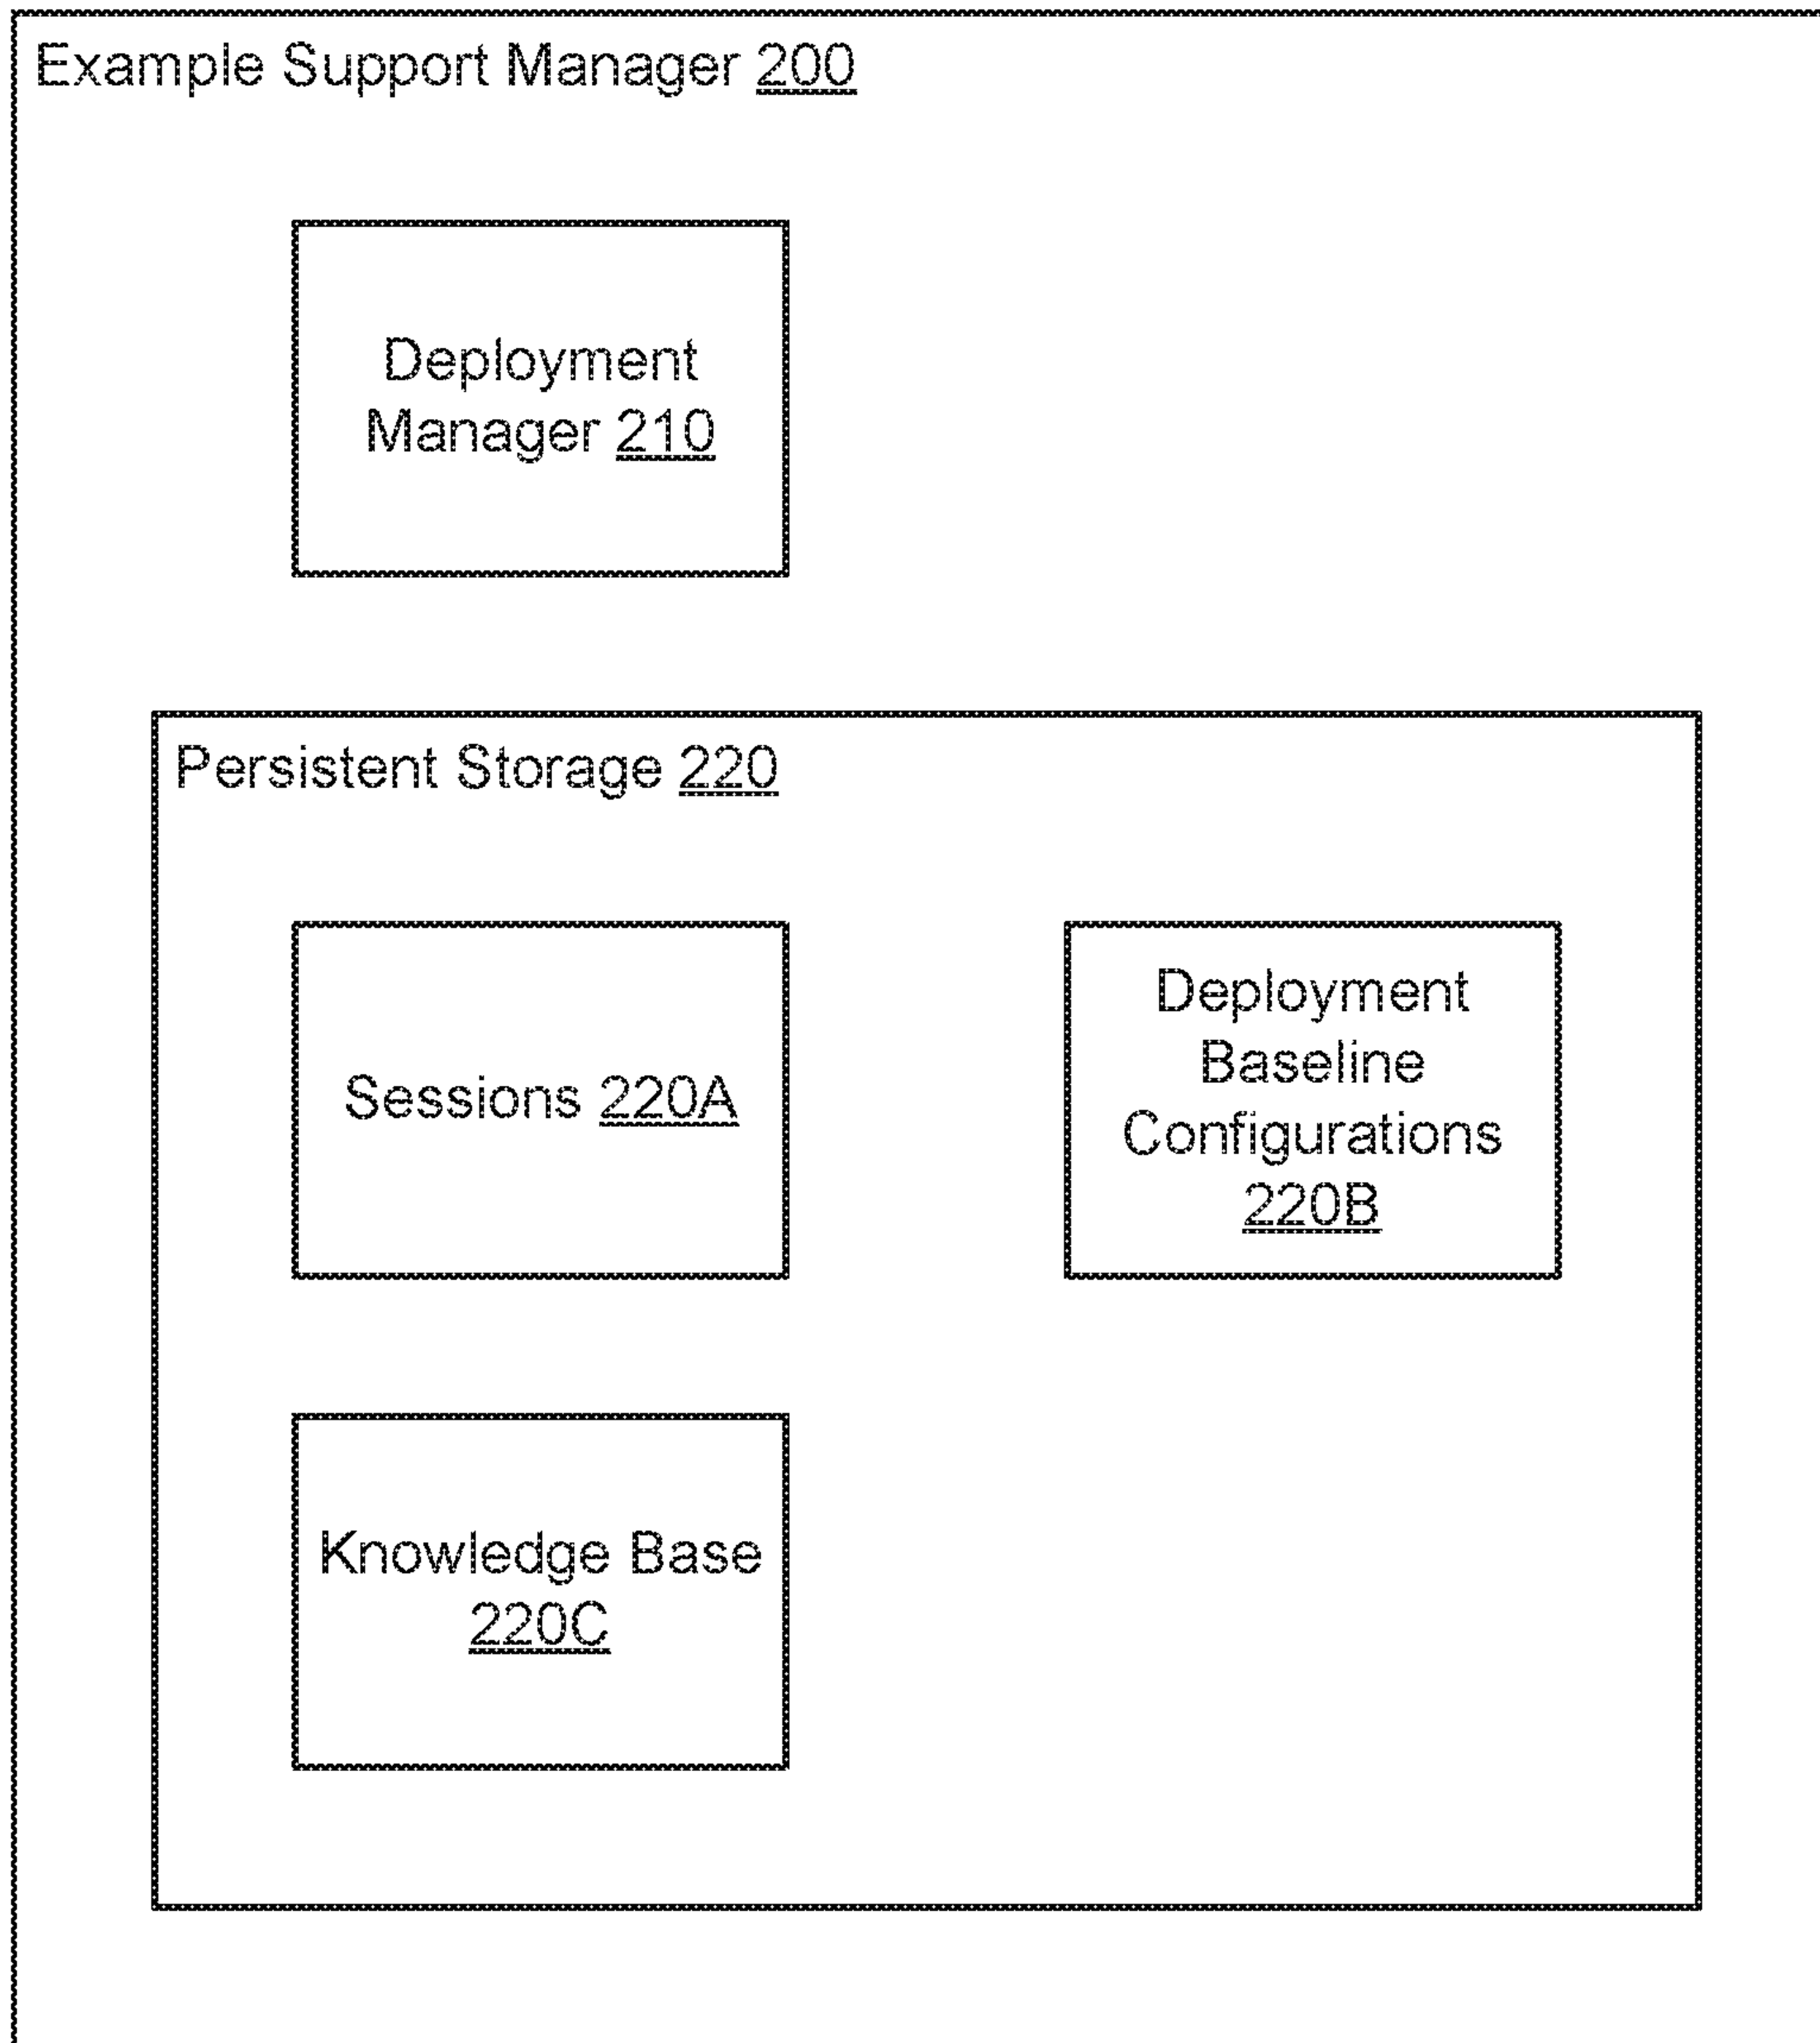 Example Support Manager 200
Deployment
Manager 210
Persistent Storage 220
Sessions 220A
Deployment
Baseline
Configurations
220B
Knowledge Base
220C